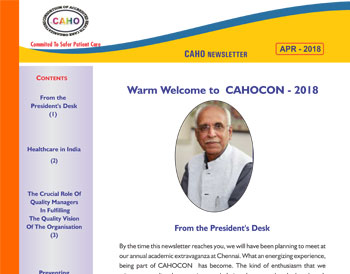 CAHO
Committed To Safer Patient Care
CAHO NEWSLETTER
APR - 2018
CONTENTS
From the
President's Desk
(1)
Healthcare in India
(2)
The Crucial Role Of
Quality Managers
In Fulfilling
The Quality Vision
Of The Organisation
(3)
Preventing
Warm Welcome to CAHOCON - 2018
From the President's Desk
By the time this newsletter reaches you, we will have been planning to meet at
our annual academic extravaganza at Chennai. What an energizing experience,
being part of CAHOCON has become. The kind of enthusiasm that we